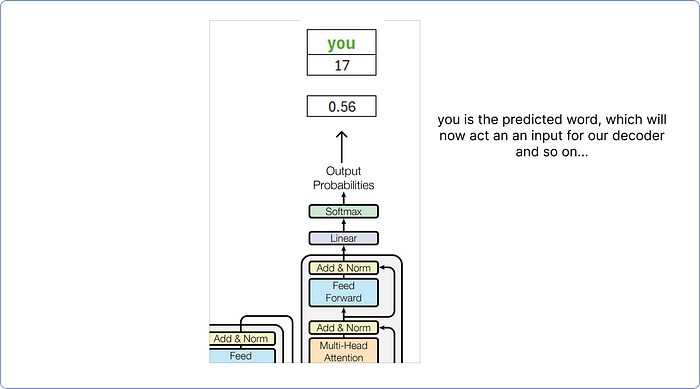 you
17
0.56
Output
Probabilities
Softmax
Linear
Add & Norm
Feed
Forward
Add & Norm
Multi-Head
Attention
Add & Norm
Feed
you is the predicted word, which will
now act an an input for our decoder
and so on...